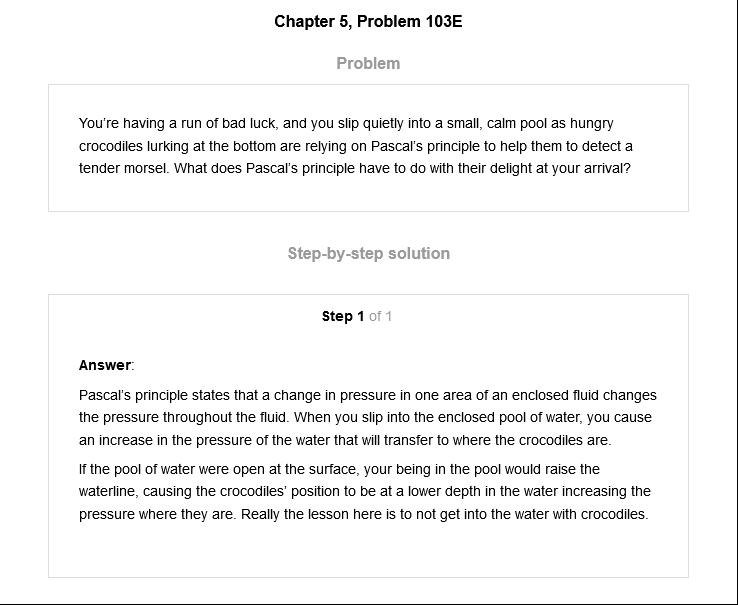 Chapter 5, Problem 103E
Problem
You’re having a run of bad luck, and you slip quietly into a small, calm pool as hungry
crocodiles lurking at the bottom are relying on Pascal’s principle to help them to detect a
tender morsel. What does Pascal’s principle have to do with their delight at your arrival?
Step-by-step solution
Step 1 of 1
Answer:
Pascal’s principle states that a change in pressure in one area of an enclosed fluid changes
the pressure throughout the fluid. When you slip into the enclosed pool of water, you cause
an increase in the pressure of the water that will transfer to where the crocodiles are.
If the pool of water were open at the surface, your being in the pool would raise the
waterline, causing the crocodiles’ position to be at a lower depth in the water increasing the
pressure where they are. Really the lesson here is to not get into the water with crocodiles.